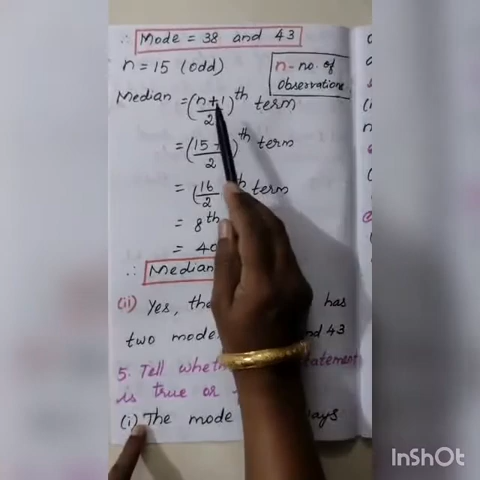 ∴ Mode = 38 and 43
n = 15 (odd)
n - no. of
observations
Median = (n+1/2)th term
= (15 + /2)th term
= (16/2 th term
= 8th
= 40
∴ Median
(ii) Yes, the has
two mode and 43
5. Tell whethe statement
is true or
(i) The mode
InShOt